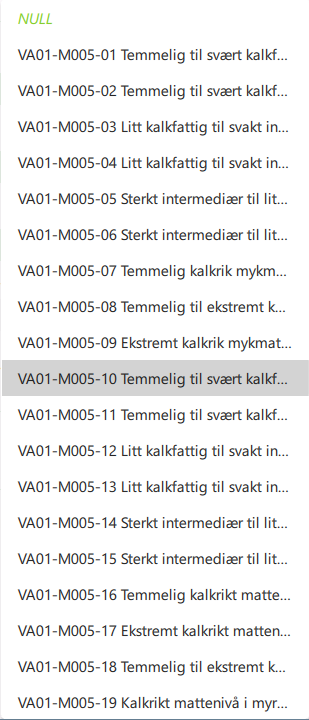 NULL
VA01-M005-01 Temmelig til svært kalkf...
VA01-M005-02 Temmelig til svært kalkf...
VA01-M005-03 Litt kalkfattig til svakt in...
VA01-M005-04 Litt kalkfattig til svakt in...
VA01-M005-05 Sterkt intermediær til lit...
VA01-M005-06 Sterkt intermediær til lit...
VA01-M005-07 Temmelig kalkrik mykm...
VA01-M005-08 Temmelig til ekstremt k...
VA01-M005-09 Ekstremt kalkrik mykmat...
VA01-M005-10 Temmelig til svært kalkf...
VA01-M005-11 Temmelig til svært kalkf...
VA01-M005-12 Litt kalkfattig til svakt in...
VA01-M005-13 Litt kalkfattig til svakt in...
VA01-M005-14 Sterkt intermediær til lit...
VA01-M005-15 Sterkt intermediær til lit...
VA01-M005-16 Temmelig kalkrikt matte...
VA01-M005-17 Ekstremt kalkrikt matten...
VA01-M005-18 Temmelig til ekstremt k...
VA01-M005-19 Kalkrikt mattenivå i myr...